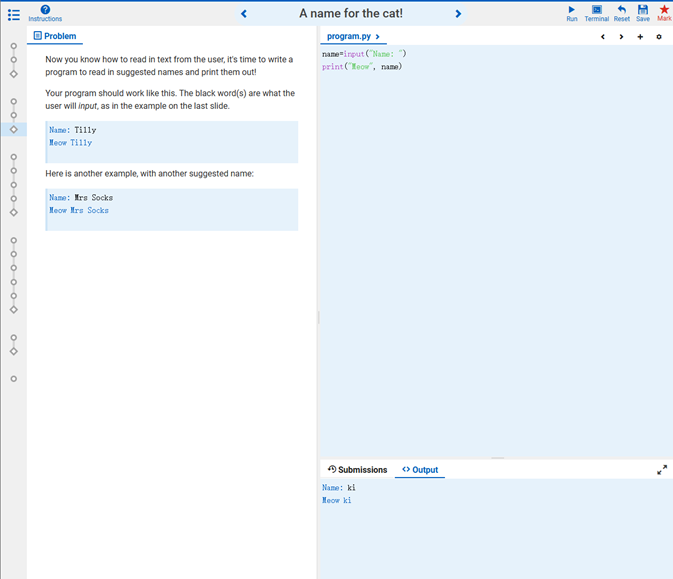 Instructions
A name for the cat!
Run Terminal Reset Save Mark
Problem
Now you know how to read in text from the user, it's time to write a
program to read in suggested names and print them out!
Your program should work like this. The black word(s) are what the
user will input, as in the example on the last slide.
Name: Tilly
Meow Tilly
Here is another example, with another suggested name:
Name: Mrs Socks
Meow Mrs Socks
program.py
name=input("Name: ")
print("Meow", name)
Submissions
Output
Name: ki
Meow ki